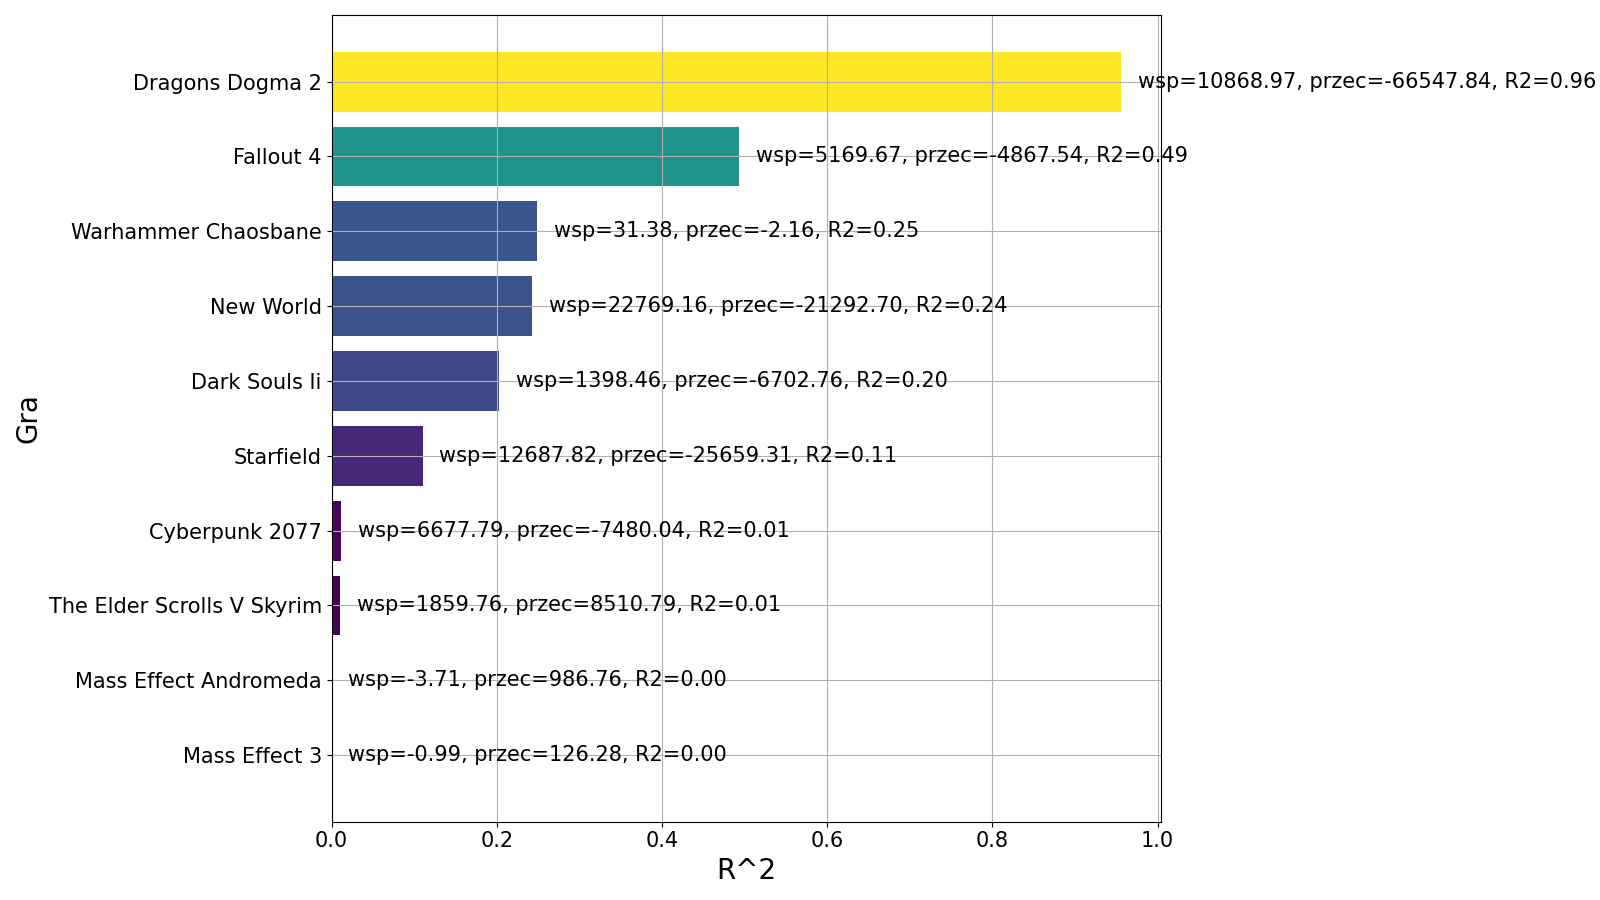 Dragons Dogma 2 wsp=10868.97, przec=-66547.84, R2=0.96
Fallout 4 wsp=5169.67, przec=-4867.54, R2=0.49
Warhammer Chaosbane wsp=31.38, przec=-2.16, R2=0.25
New World wsp=22769.16, przec=-21292.70, R2=0.24
Dark Souls Ii wsp=1398.46, przec=-6702.76, R2=0.20
Starfield wsp=12687.82, przec=-25659.31, R2=0.11
Cyberpunk 2077 wsp=6677.79, przec=-7480.04, R2=0.01
The Elder Scrolls V Skyrim wsp=1859.76, przec=8510.79, R2=0.01
Mass Effect Andromeda wsp=-3.71, przec=986.76, R2=0.00
Mass Effect 3 wsp=-0.99, przec=126.28, R2=0.00
Gra
0.0 0.2 0.4 0.6 0.8 1.0
R^2